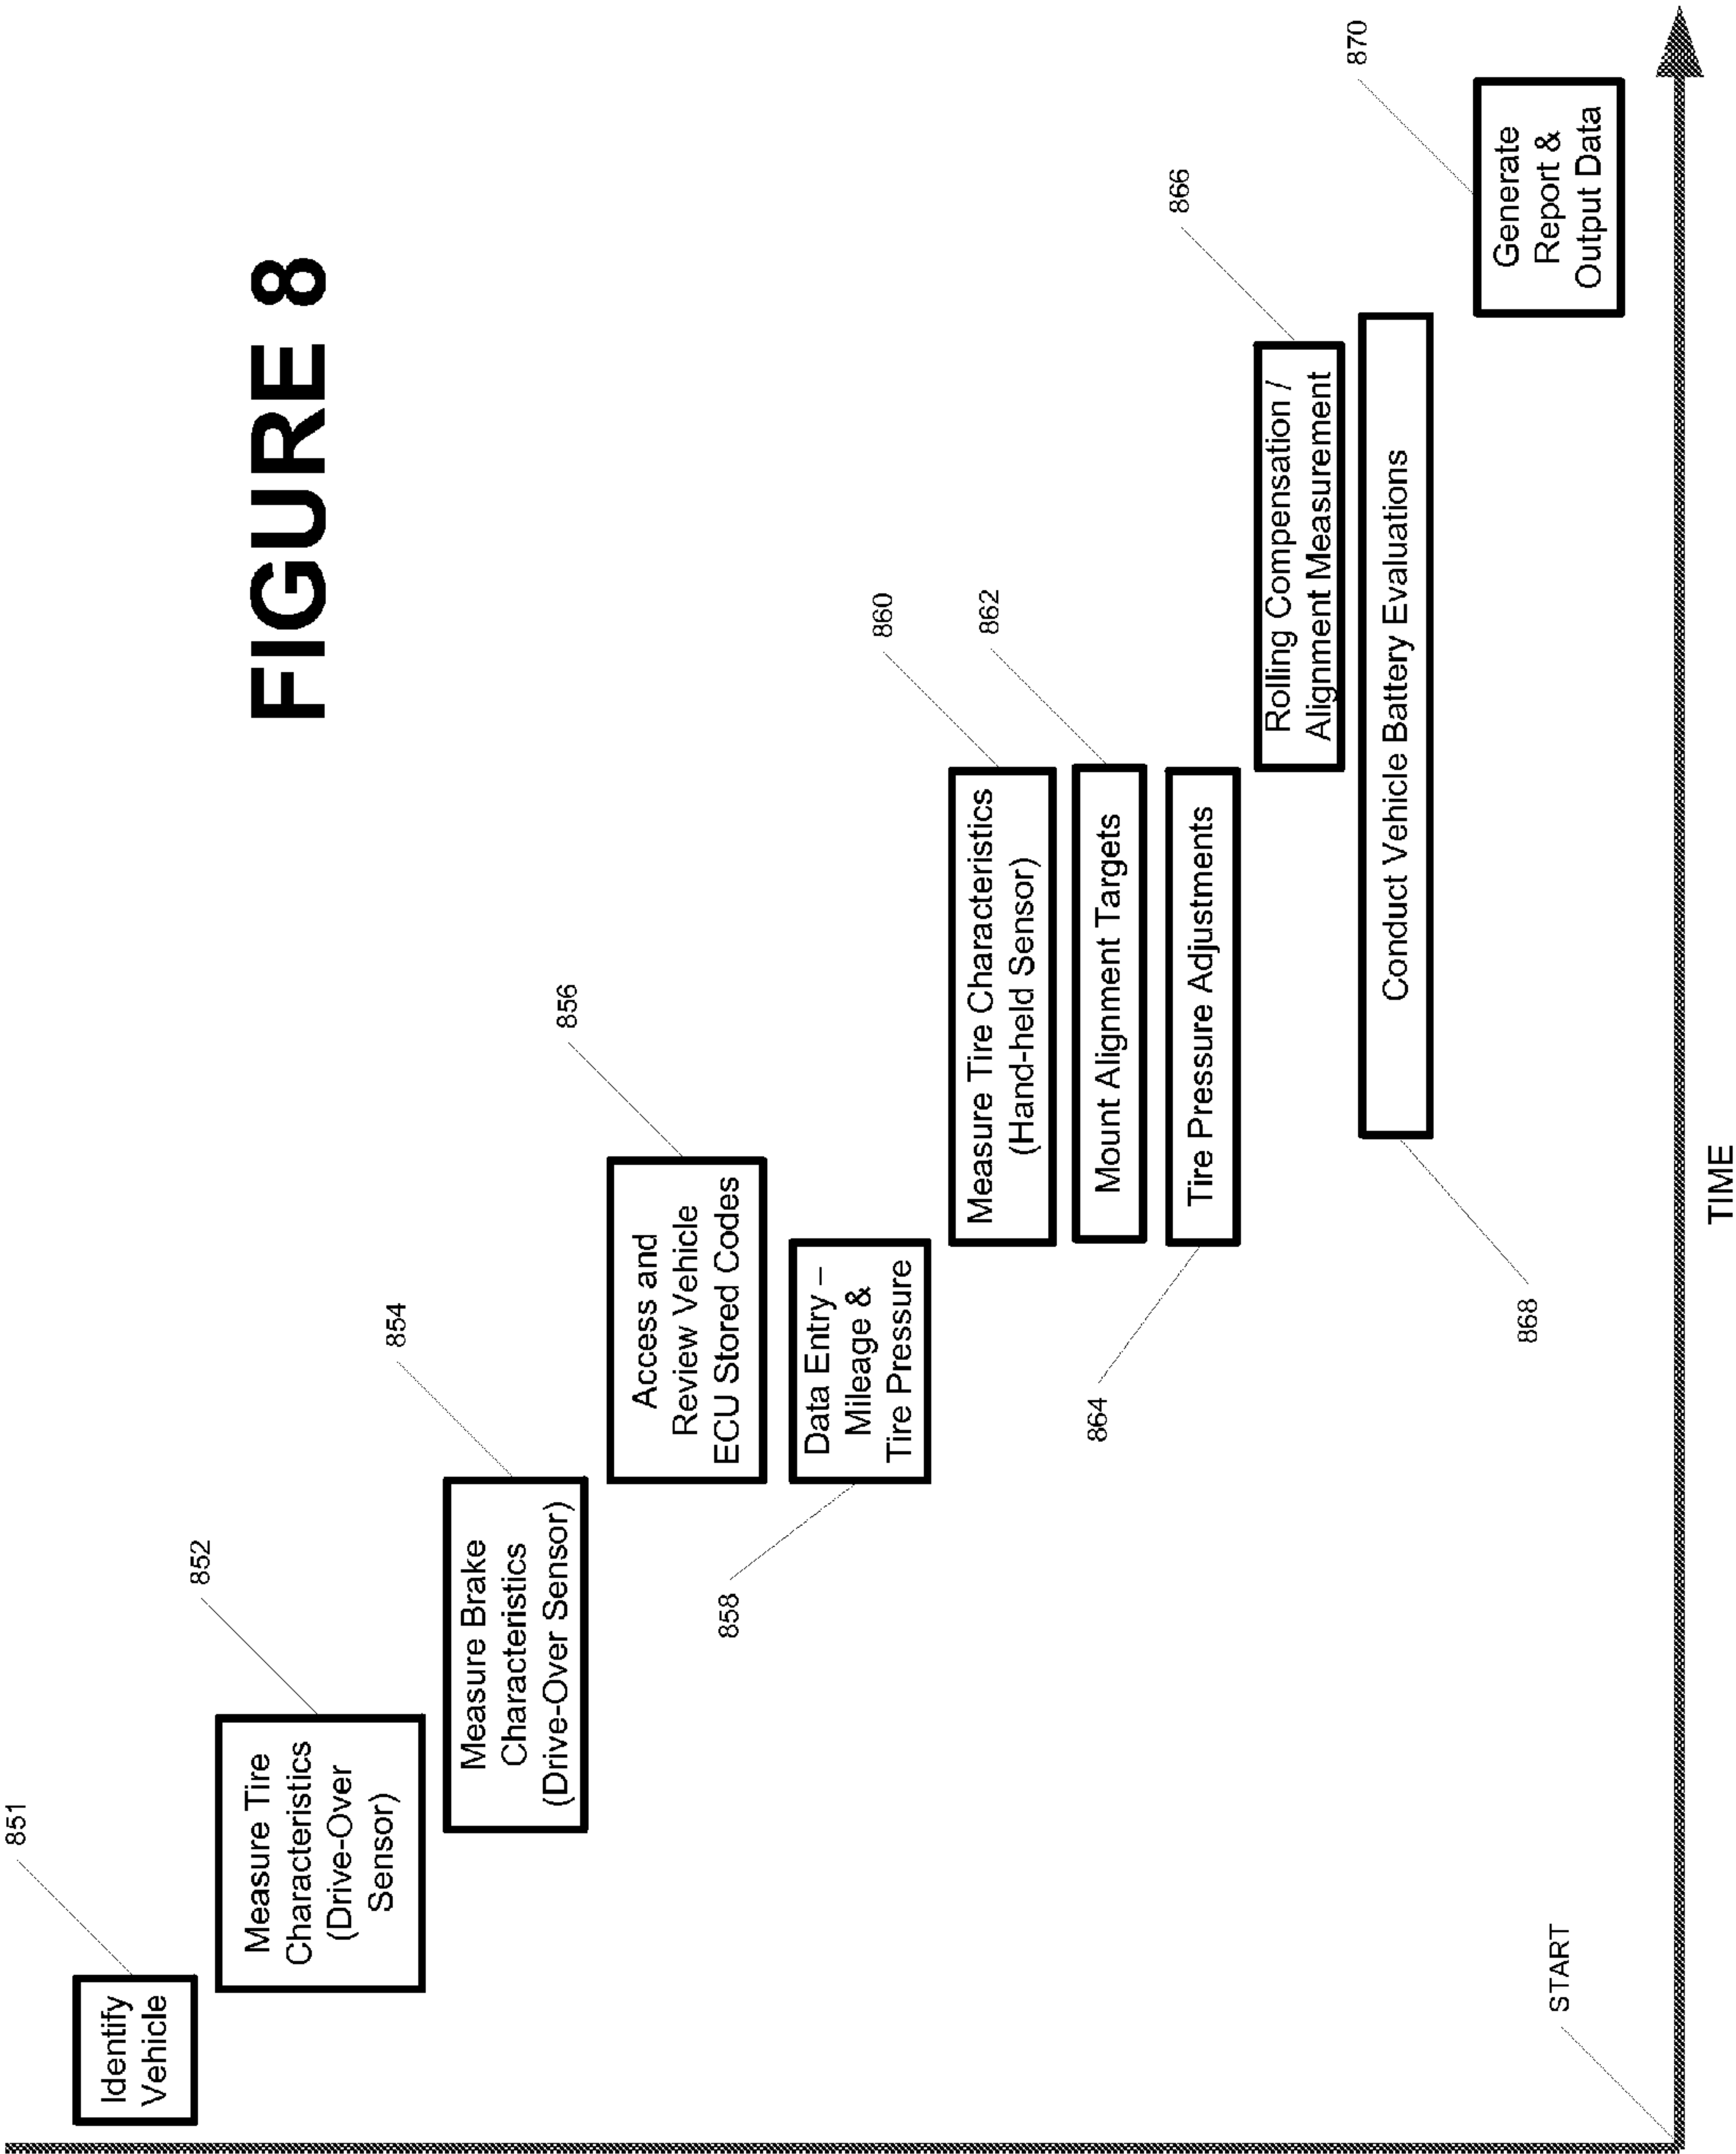 FIGURE 8
851
Identify
Vehicle
852
Measure Tire
Characteristics
(Drive-Over
Sensor)
854
Measure Brake
Characteristics
(Drive-Over Sensor)
856
Access and
Review Vehicle
ECU Stored Codes
858
Data Entry –
Mileage &
Tire Pressure
860
Measure Tire Characteristics
(Hand-held Sensor)
862
Mount Alignment Targets
864
Tire Pressure Adjustments
866
Rolling Compensation /
Alignment Measurement
868
Conduct Vehicle Battery Evaluations
870
Generate
Report &
Output Data
START
TIME